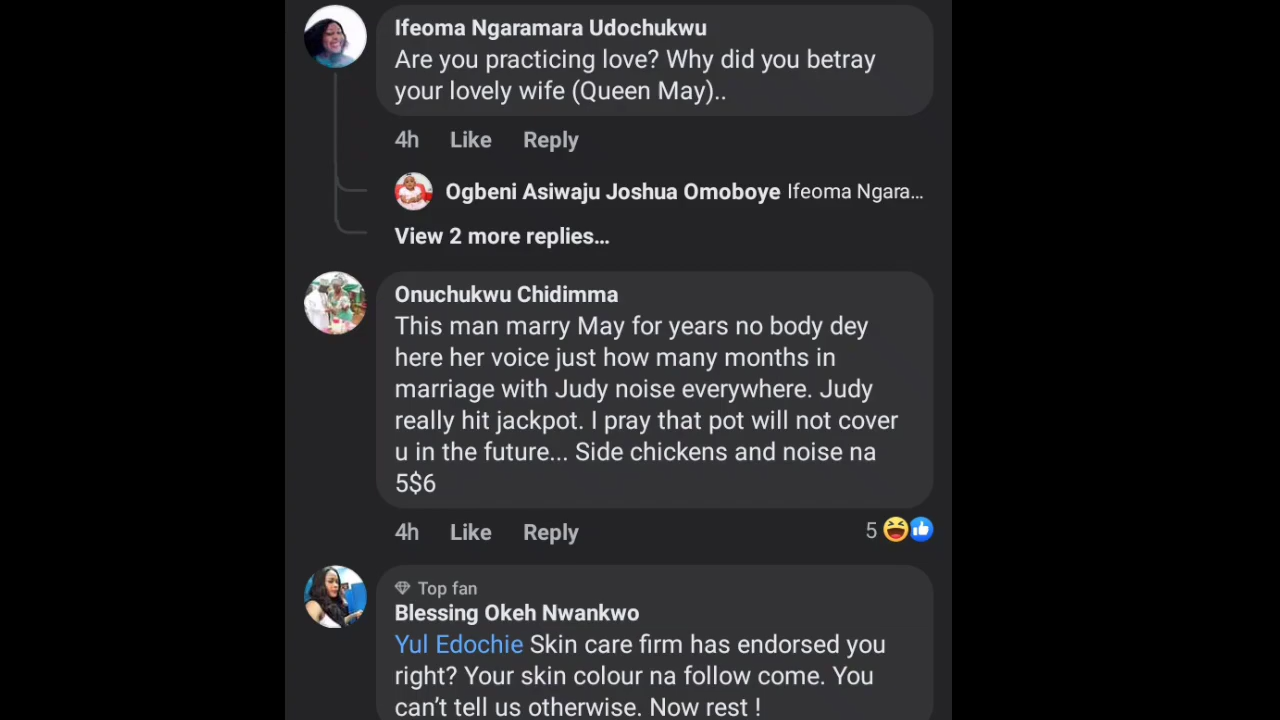 Ifeoma Ngaramara Udochukwu
Are you practicing love? Why did you betray
your lovely wife (Queen May)..
4h Like Reply
Ogbeni Asiwaju Joshua Omoboye Ifeoma Ngara...
View 2 more replies...
Onuchukwu Chidimma
This man marry May for years no body dey
here her voice just how many months in
marriage with Judy noise everywhere. Judy
really hit jackpot. I pray that pot will not cover
u in the future... Side chickens and noise na
5$6
4h Like Reply 5
Top fan
Blessing Okeh Nwankwo
Yul Edochie Skin care firm has endorsed you
right? Your skin colour na follow come. You
can't tell us otherwise. Now rest !